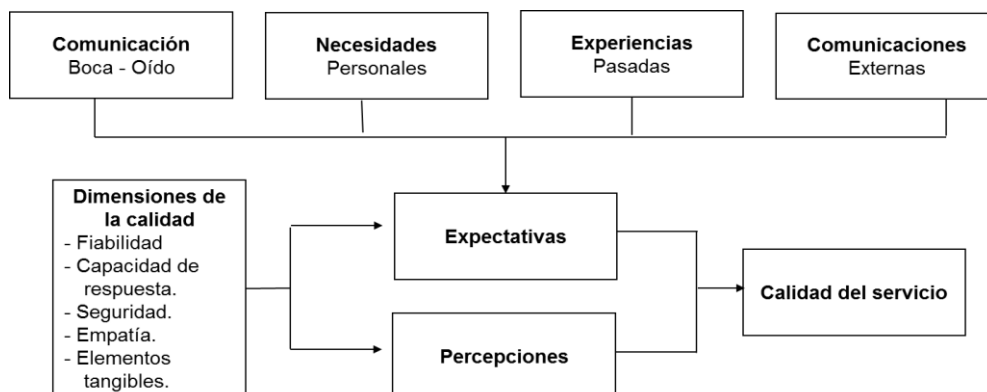 Comunicación
Boca - Oído
Necesidades
Personales
Experiencias
Pasadas
Comunicaciones
Externas
Dimensiones de
la calidad
- Fiabilidad
- Capacidad de
respuesta.
- Seguridad.
- Empatía.
- Elementos
tangibles.
Expectativas
Percepciones
Calidad del servicio